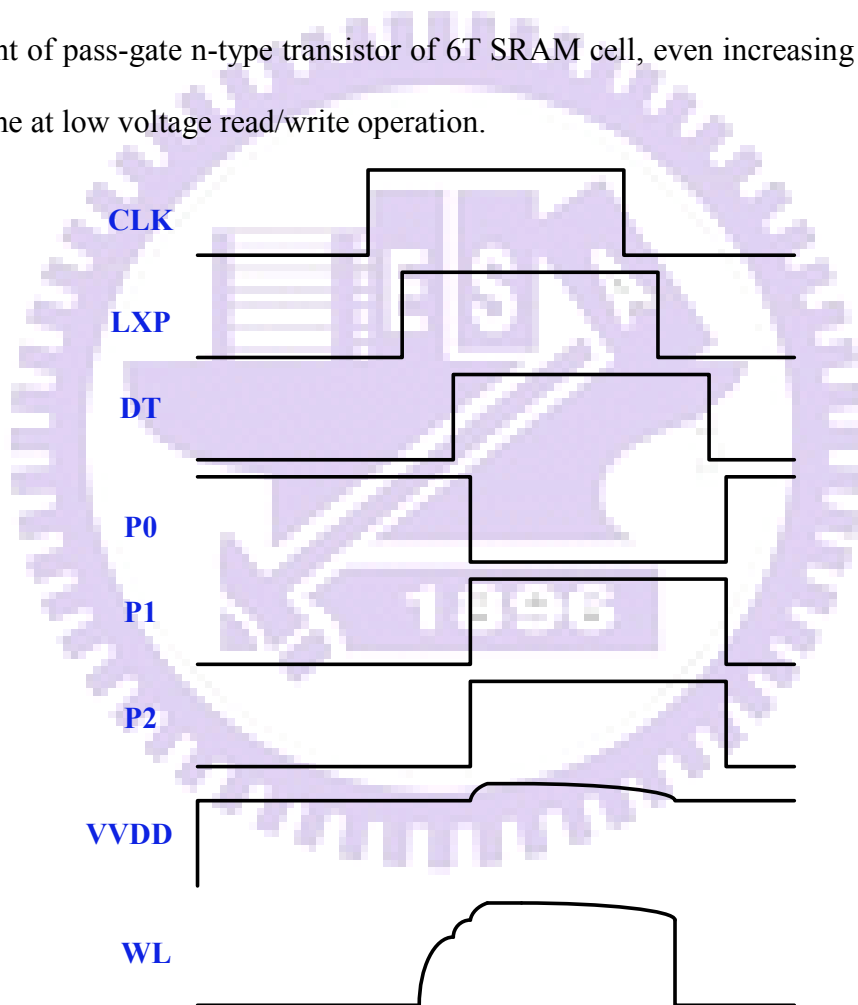 nt of pass-gate n-type transistor of 6T SRAM cell, even increasing
ne at low voltage read/write operation.
CLK
LXP
DT
P0
P1
1896
P2
VVDD
WL